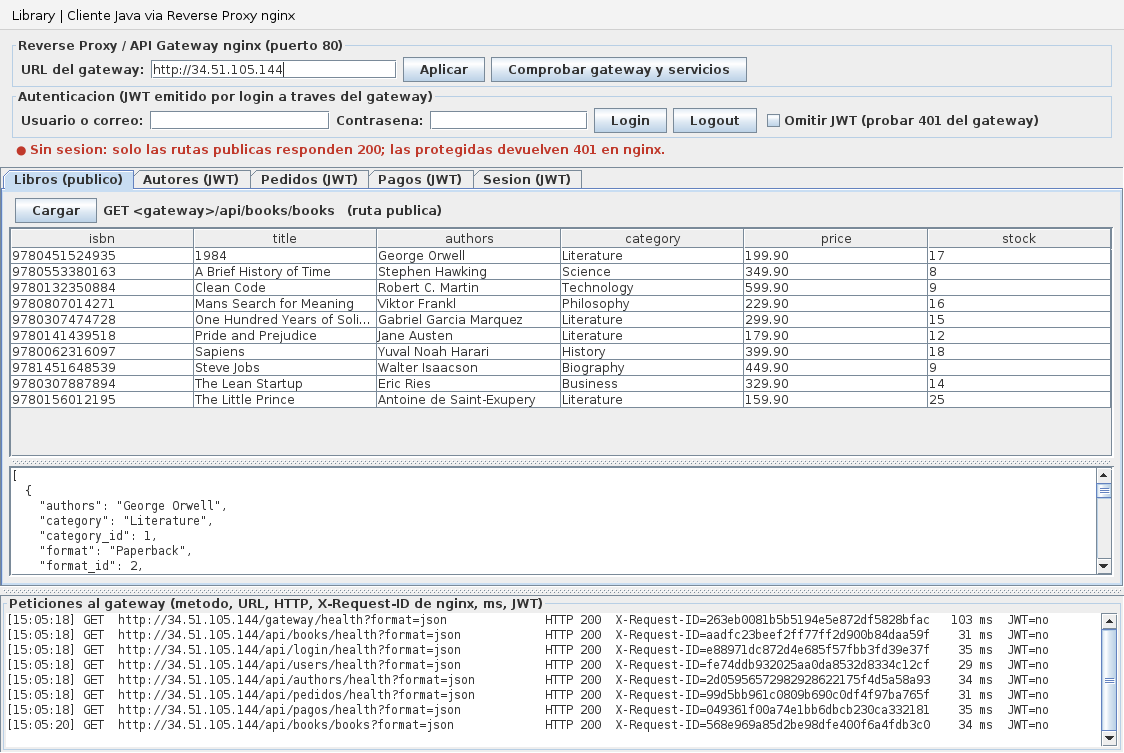 Library | Cliente Java via Reverse Proxy nginx
Reverse Proxy / API Gateway nginx (puerto 80)
URL del gateway: http://34.51.105.144 Aplicar Comprobar gateway y servicios
Autenticacion (JWT emitido por login a traves del gateway)
Usuario o correo: Contrasena: Login Logout Omitir JWT (probar 401 del gateway)
Sin sesion: solo las rutas publicas responden 200; las protegidas devuelven 401 en nginx.
Libros (publico) Autores (JWT) Pedidos (JWT) Pagos (JWT) Sesion (JWT)
Cargar GET <gateway>/api/books/books (ruta publica)
isbn title authors category price stock
9780451524935 1984 George Orwell Literature 199.90 17
9780553380163 A Brief History of Time Stephen Hawking Science 349.90 8
9780132350884 Clean Code Robert C. Martin Technology 599.90 9
9780807014271 Mans Search for Meaning Viktor Frankl Philosophy 229.90 16
9780307474728 One Hundred Years of Soli... Gabriel Garcia Marquez Literature 299.90 15
9780141439518 Pride and Prejudice Jane Austen Literature 179.90 12
9780062316097 Sapiens Yuval Noah Harari History 399.90 18
9781451648539 Steve Jobs Walter Isaacson Biography 449.90 9
9780307887894 The Lean Startup Eric Ries Business 329.90 14
9780156012195 The Little Prince Antoine de Saint-Exupery Literature 159.90 25
[
{
"authors": "George Orwell",
"category": "Literature",
"category_id": 1,
"format": "Paperback",
"format_id": 2,
Peticiones al gateway (metodo, URL, HTTP, X-Request-ID de nginx, ms, JWT)
[15:05:18] GET http://34.51.105.144/gateway/health?format=json HTTP 200 X-Request-ID=263eb0081b5b5194e5e872df5828bfac 103 ms JWT=no
[15:05:18] GET http://34.51.105.144/api/books/health?format=json HTTP 200 X-Request-ID=aadfc23beef2ff77ff2d900b84daa59f 31 ms JWT=no
[15:05:18] GET http://34.51.105.144/api/login/health?format=json HTTP 200 X-Request-ID=e88971dc872d4e685f57fbb3fd39e37f 35 ms JWT=no
[15:05:18] GET http://34.51.105.144/api/users/health?format=json HTTP 200 X-Request-ID=fe74ddb932025aa0da8532d8334c12cf 29 ms JWT=no
[15:05:18] GET http://34.51.105.144/api/authors/health?format=json HTTP 200 X-Request-ID=2d05956572982928622175f4d5a58a93 34 ms JWT=no
[15:05:18] GET http://34.51.105.144/api/pedidos/health?format=json HTTP 200 X-Request-ID=99d5bb961c0809b690c0df4f97ba765f 31 ms JWT=no
[15:05:18] GET http://34.51.105.144/api/pagos/health?format=json HTTP 200 X-Request-ID=049361f00a74e1bb6dbcb230ca332181 35 ms JWT=no
[15:05:20] GET http://34.51.105.144/api/books/books?format=json HTTP 200 X-Request-ID=568e969a85d2be98dfe400f6a4fdb3c0 34 ms JWT=no